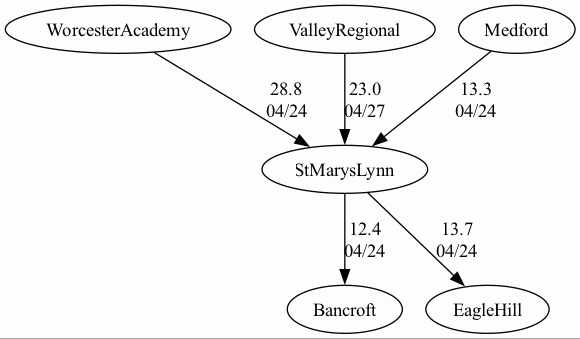 WorcesterAcademy
ValleyRegional
Medford
28.8
04/24
23.0
04/27
13.3
04/24
StMarysLynn
12.4
04/24
13.7
04/24
Bancroft
EagleHill